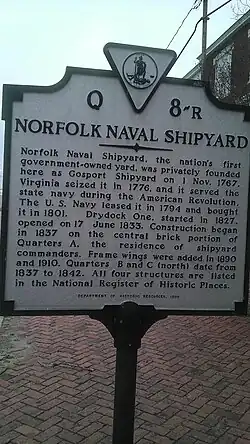 Q 8-R
NORFOLK NAVAL SHIPYARD
Norfolk Naval Shipyard, the nation's first
government-owned yard, was privately founded
here as Gosport Shipyard on 1 Nov. 1767.
Virginia seized it in 1776, and it served the
state navy during the American Revolution.
The U. S. Navy leased it in 1794 and bought
it in 1801. Drydock One, started in 1827,
opened on 17 June 1833. Construction began
in 1837 on the central brick portion of
Quarters A, the residence of shipyard
commanders. Frame wings were added in 1890
and 1910. Quarters B and C (north) date from
1837 to 1842. All four structures are listed
in the National Register of Historic Places.
DEPARTMENT OF HISTORIC RESOURCES,